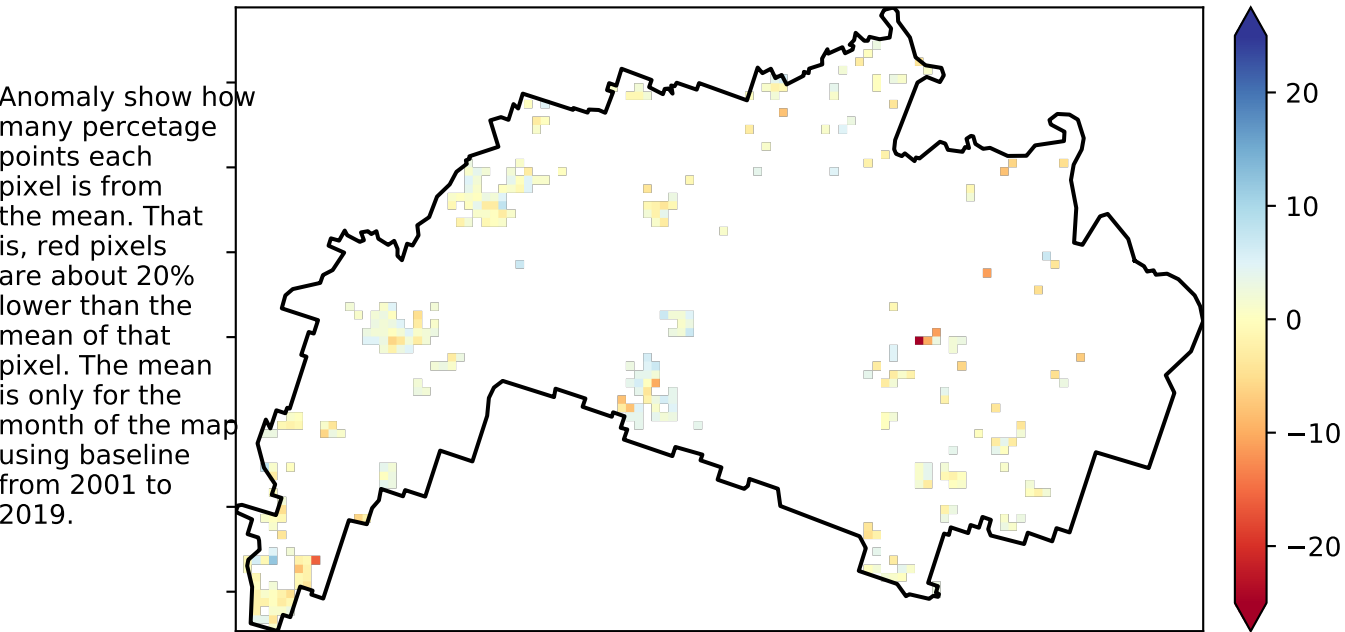 Anomaly show how
many percetage
points each
pixel is from
the mean. That
is, red pixels
are about 20%
lower than the
mean of that
pixel. The mean
is only for the
month of the map
using baseline
from 2001 to
2019.
20
10
0
−10
−20